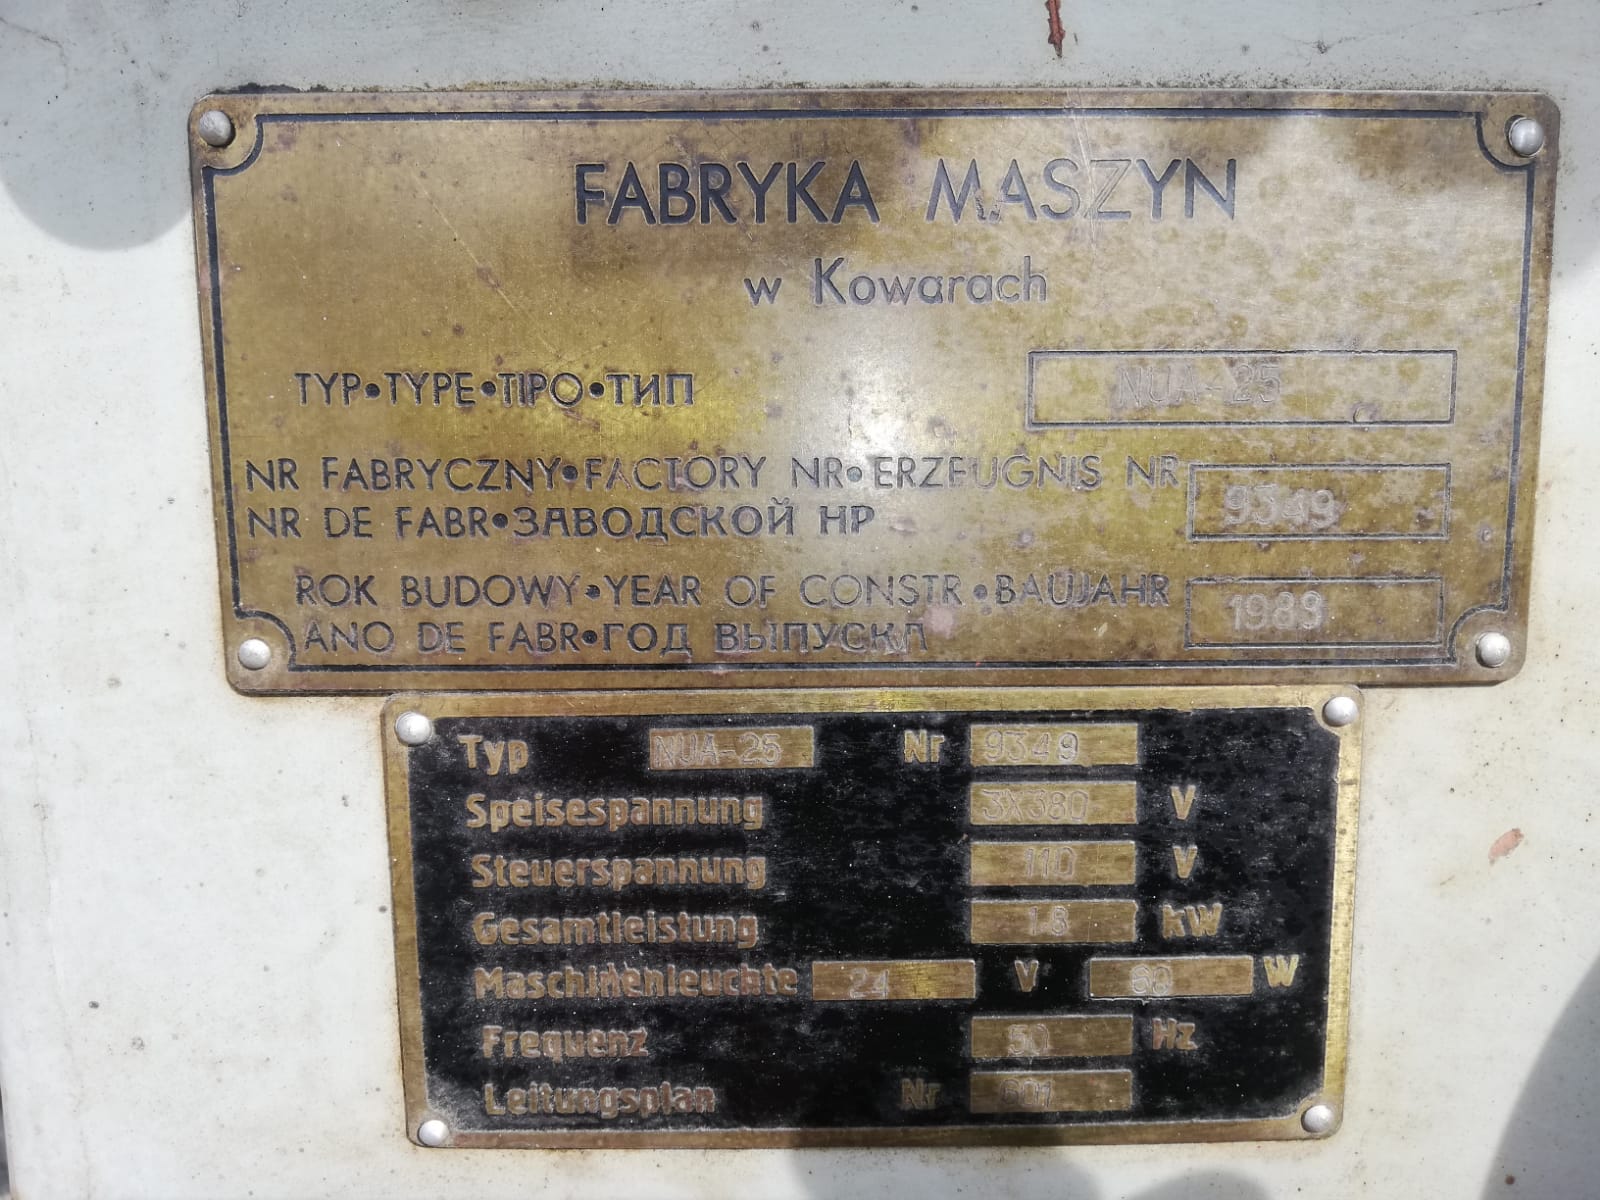 FABRYKA MASZYN
w Kowarach
TYP•TYPE•TIPO•ТИП NUA-25
NR FABRYCZNY•FACTORY NR•ERZEUGNIS NR
NR DE FABR•ЗАВОДСКОЙ НР 9349
ROK BUDOWY•YEAR OF CONSTR•BAUJAHR
ANO DE FABR•ГОД ВЫПУСКА 1989
Typ NUA-25 Nr 9349
Speisespannung 3X380 V
Steuerspannung 110 V
Gesamtleistung 1.8 kW
Maschinenleuchte 24 V 60 W
Frequenz 50 Hz
Leitungsplan Nr 601